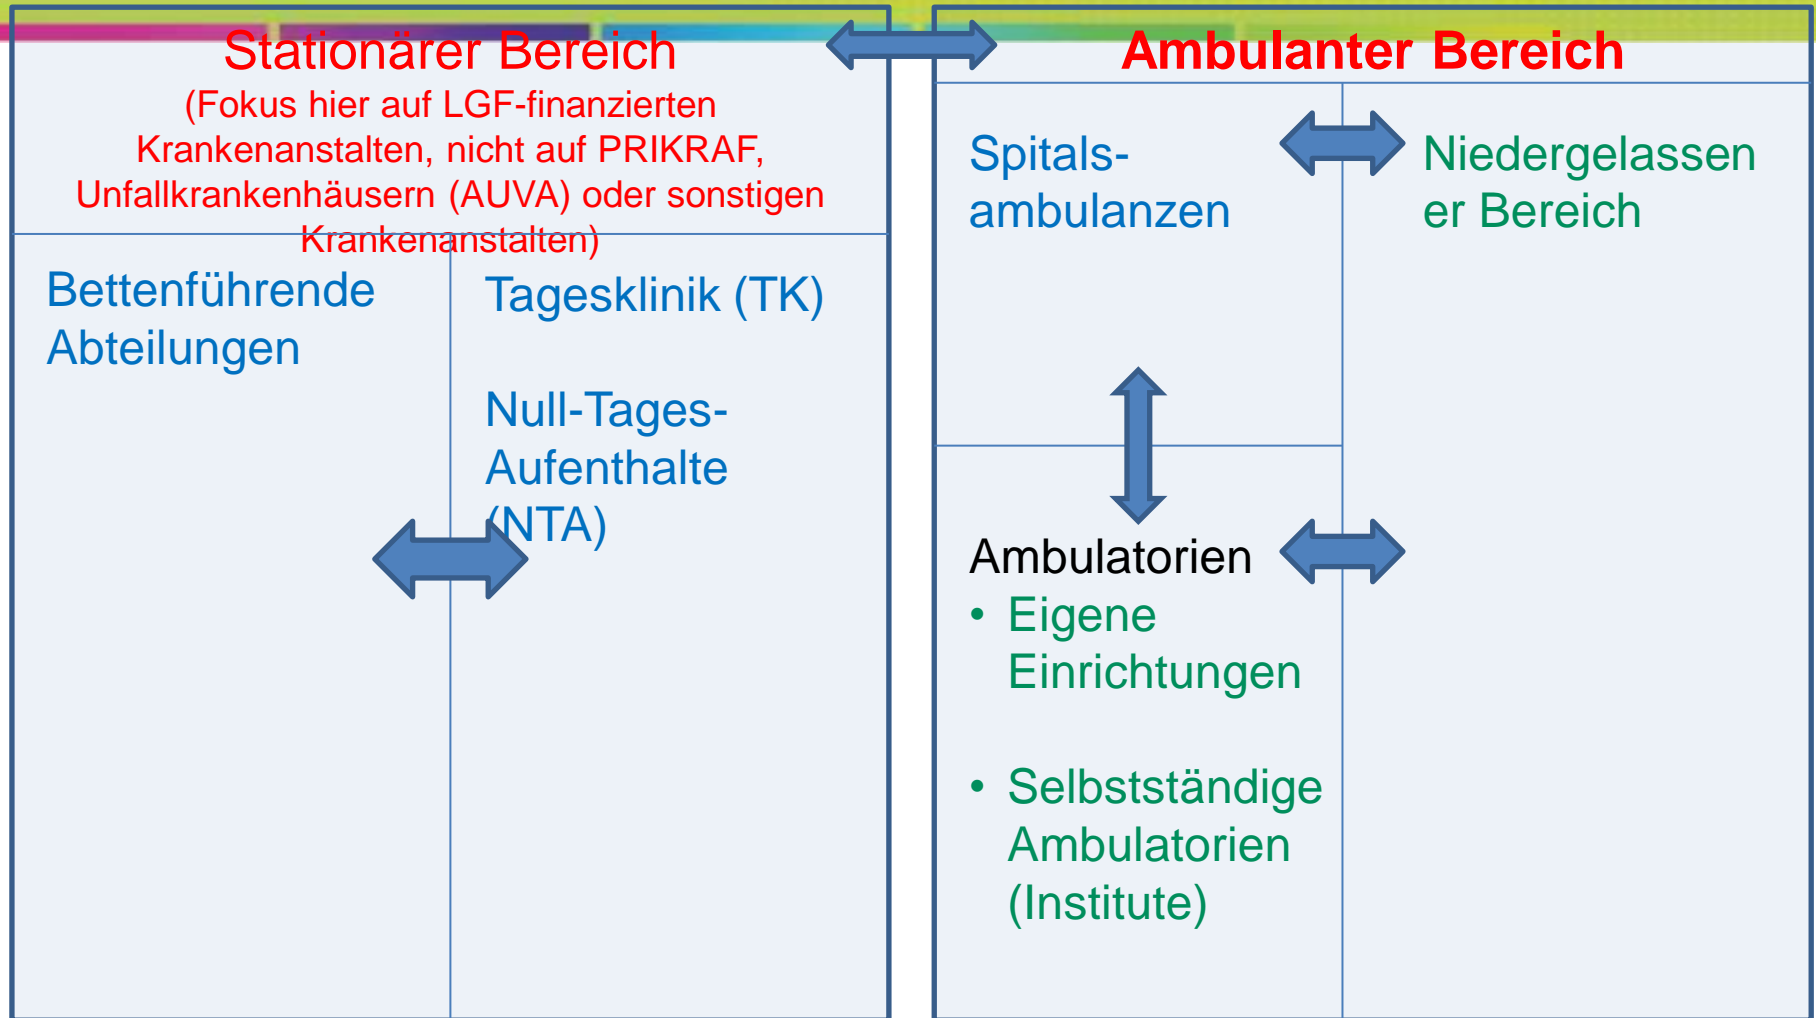 Stationärer Bereich
(Fokus hier auf LGF-finanzierten
Krankenanstalten, nicht auf PRIKRAF,
Unfallkrankenhäusern (AUVA) oder sonstigen
Krankenanstalten)
Bettenführende
Abteilungen
Tagesklinik (TK)
Null-Tages-
Aufenthalte
(NTA)
Ambulanter Bereich
Spitals-
ambulanzen
Niedergelassen
er Bereich
Ambulatorien
• Eigene
Einrichtungen
• Selbstständige
Ambulatorien
(Institute)